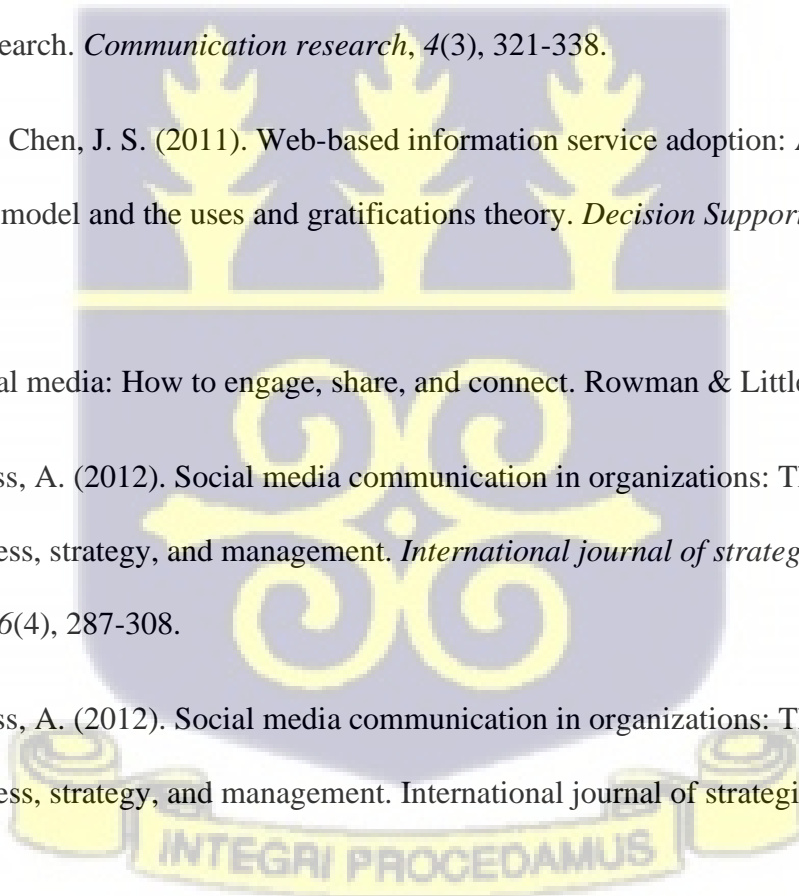 earch. Communication research, 4(3), 321-338.
Chen, J. S. (2011). Web-based information service adoption:
model and the uses and gratifications theory. Decision Support
al media: How to engage, share, and connect. Rowman & Little
ss, A. (2012). Social media communication in organizations: T
ess, strategy, and management. International journal of strateg
6(4), 287-308.
ss, A. (2012). Social media communication in organizations: T
ess, strategy, and management. International journal of strategi
INTEGRI PROCEDAMUS